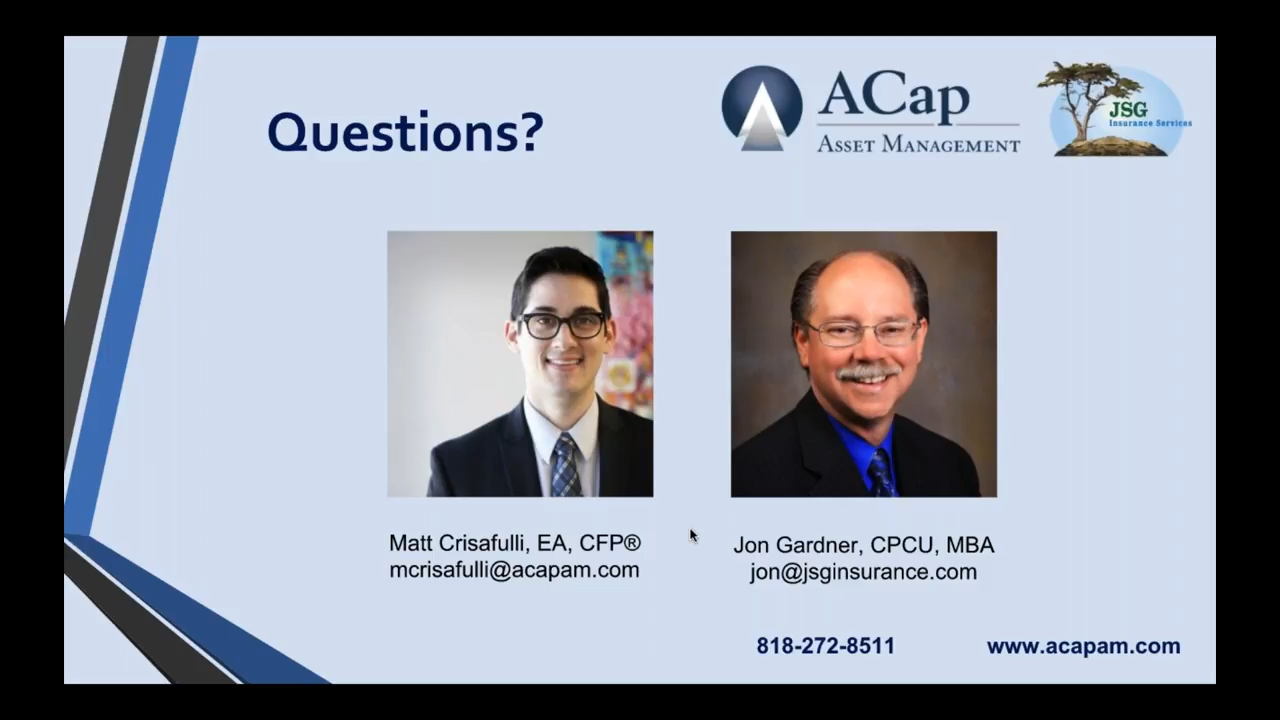 Questions?
ACap
ASSET MANAGEMENT
JSG
Insurance Services
Matt Crisafulli, EA, CFP®
mcrisafulli@acapam.com
Jon Gardner, CPCU, MBA
jon@jsginsurance.com
818-272-8511
www.acapam.com